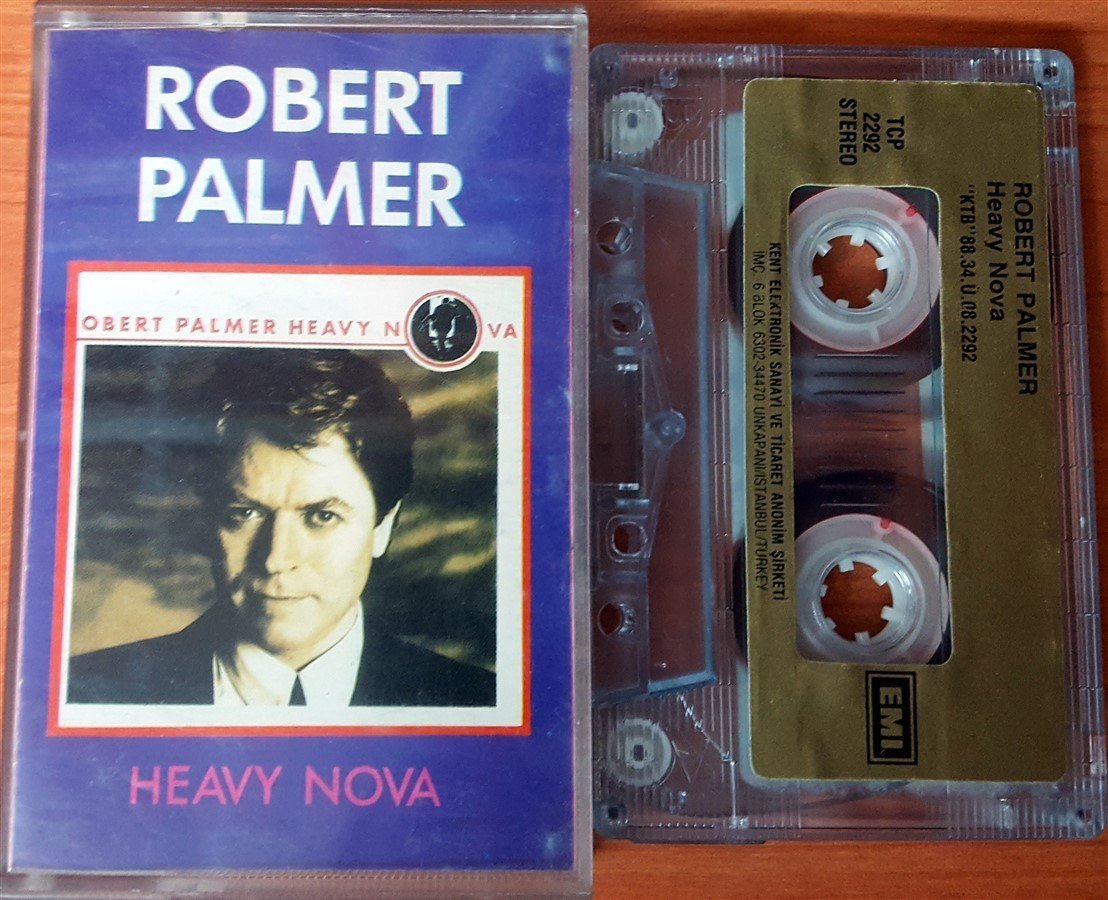 ROBERT
PALMER
OBERT PALMER HEAVY N VA
HEAVY NOVA
ROBERT PALMER
Heavy Nova
"KTB"88.34.Ü.08.2292
TCP
2292
STEREO
KENT ELEKTRONİK SANAYİ VE TİCARET ANONİM ŞİRKETİ
İMÇ. 6 BLOK 6302-34470 UNKAPANI/İSTANBUL/TURKEY
EMI